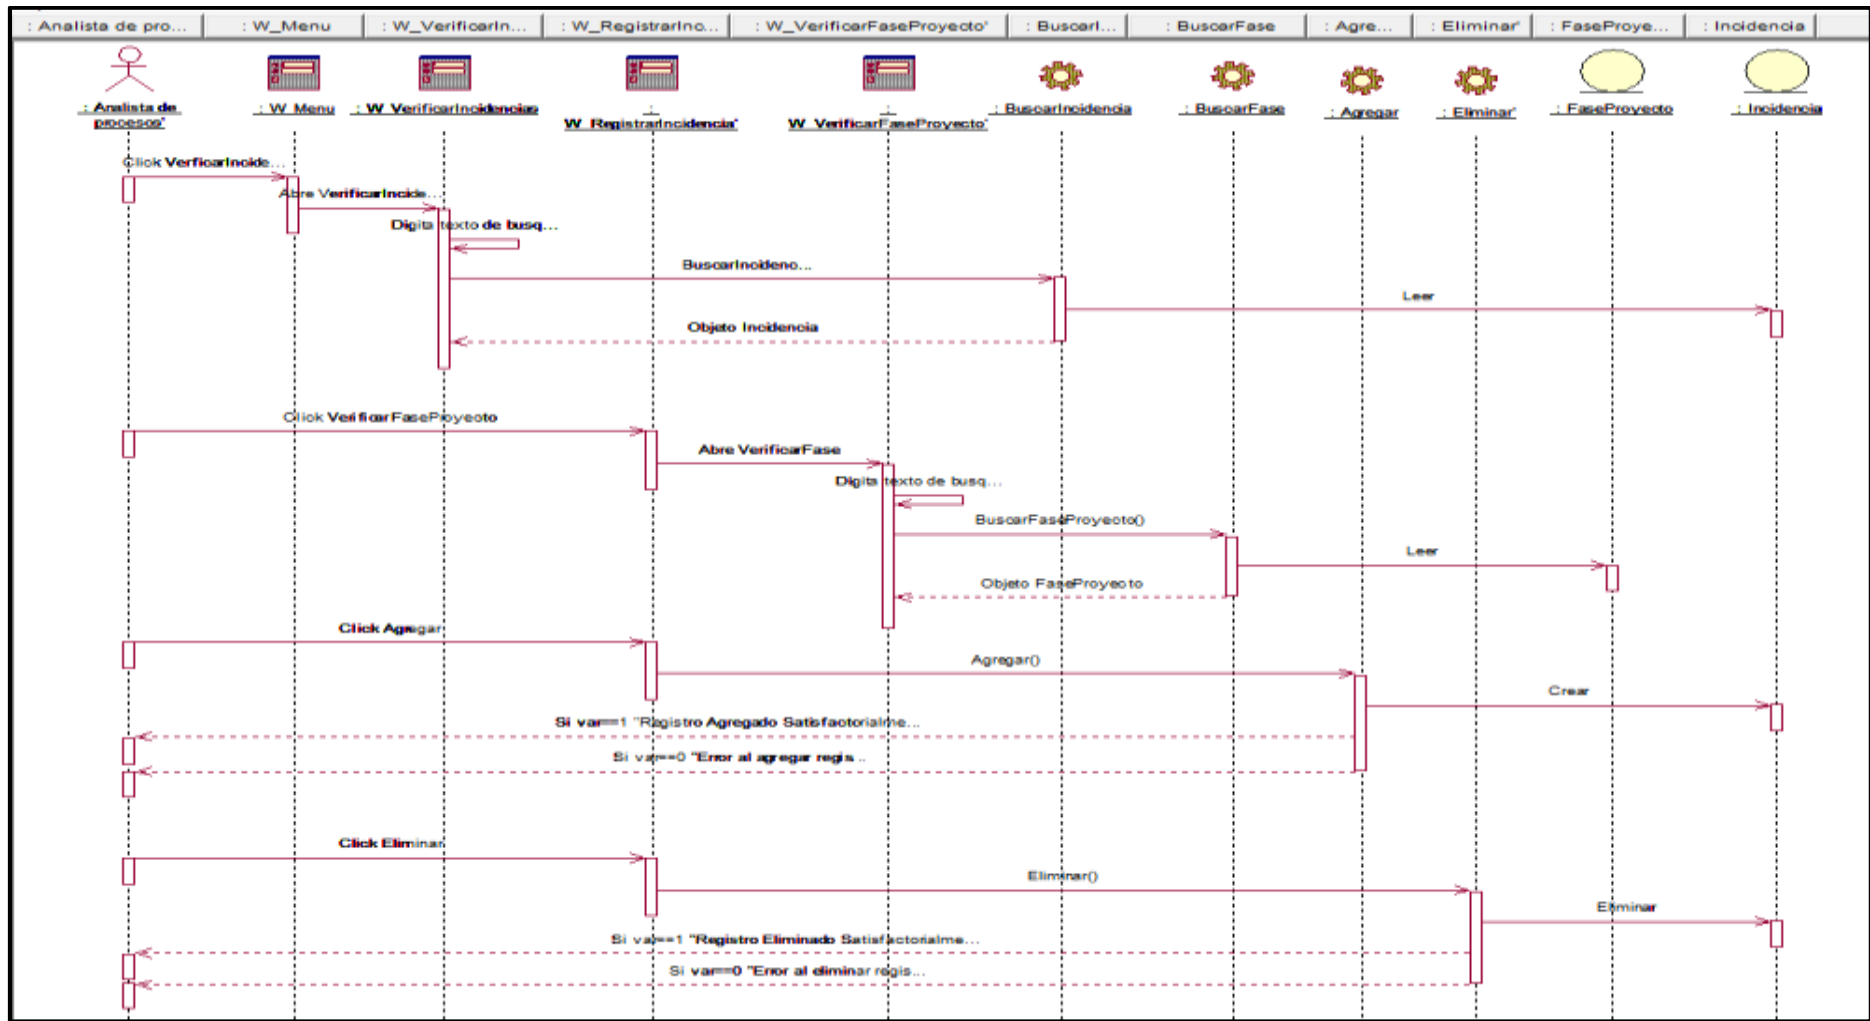 : Analista de pro...
: W_Menu
: W_VerificarIn...
: W_RegistrarInc...
: W_VerificarFaseProyecto'
: BuscarI...
: BuscarFase
: Agre...
: Eliminar'
: FaseProye...
: Incidencia
: Analista de
procesos'
: W_Menu
: W_VerificarIncidencias
:
W_RegistrarIncidencia'
:
W_VerificarFaseProyecto'
: BuscarIncidencia
: BuscarFase
: Agregar
: Eliminar'
: FaseProyecto
: Incidencia
Click VerficarIncide...
Abre VerificarIncide...
Digita texto de busq...
BuscarIncidenc...
Leer
Objeto Incidencia
Click VerificarFaseProyecto
Abre VerificarFase
Digita texto de busq...
BuscarFaseProyecto()
Leer
Objeto FaseProyecto
Click Agregar
Agregar()
Crear
Si var==1 "Registro Agregado Satisfactorialme...
Si var==0 "Error al agregar regis...
Click Eliminar
Eliminar()
Eliminar
Si var==1 "Registro Eliminado Satisfactorialme...
Si var==0 "Error al eliminar regis...